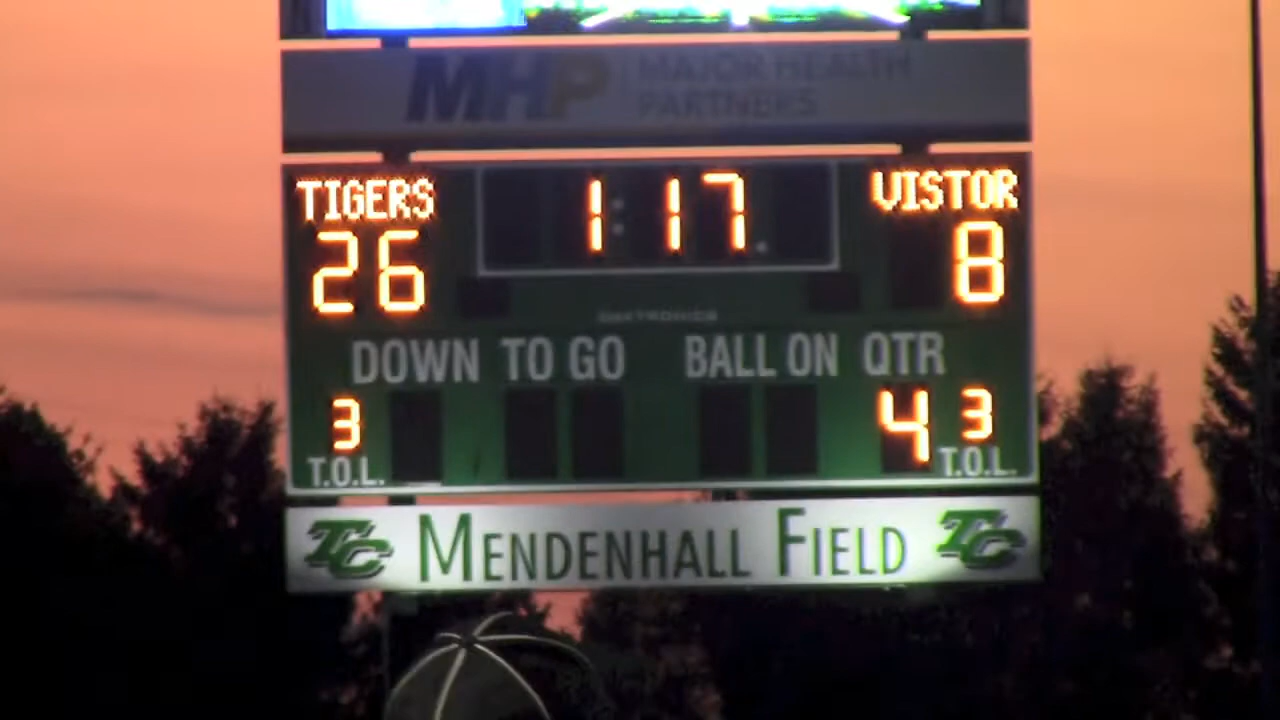 MHP MAJOR HEALTH
PARTNERS
TIGERS 1:17 VISTOR
26 8
DAKTRONICS
DOWN TO GO BALL ON QTR
3 4 3
T.O.L. T.O.L.
TC MENDENHALL FIELD TC